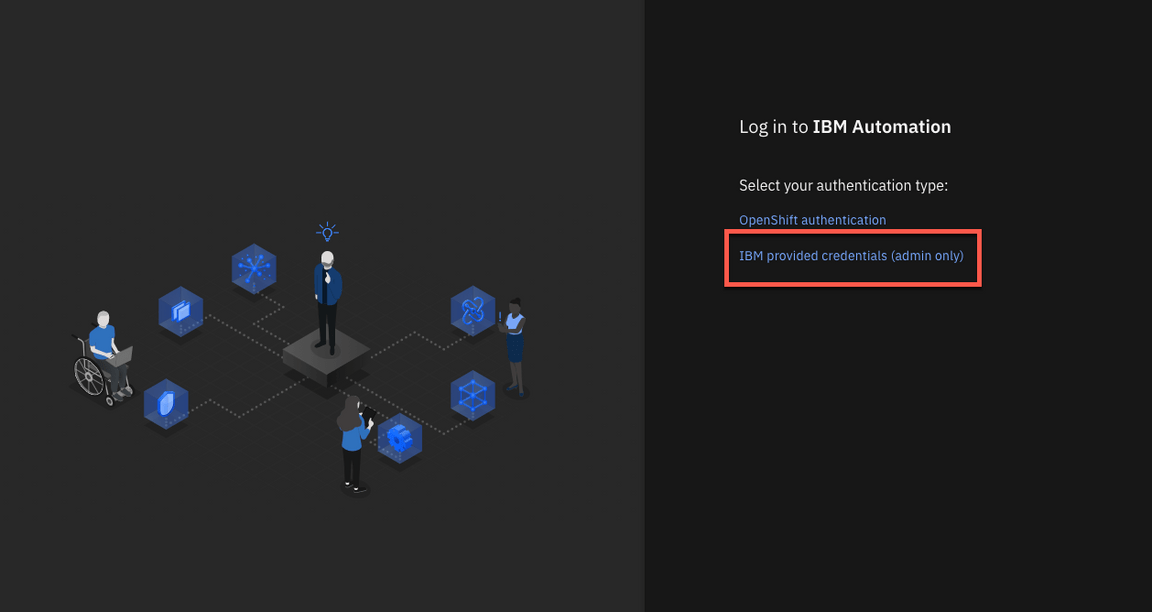 Log in to IBM Automation
Select your authentication type:
OpenShift authentication
IBM provided credentials (admin only)